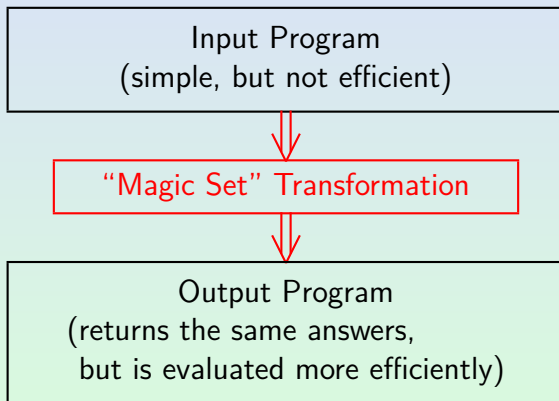 Input Program
(simple, but not efficient)
“Magic Set” Transformation
Output Program
(returns the same answers,
but is evaluated more efficiently)